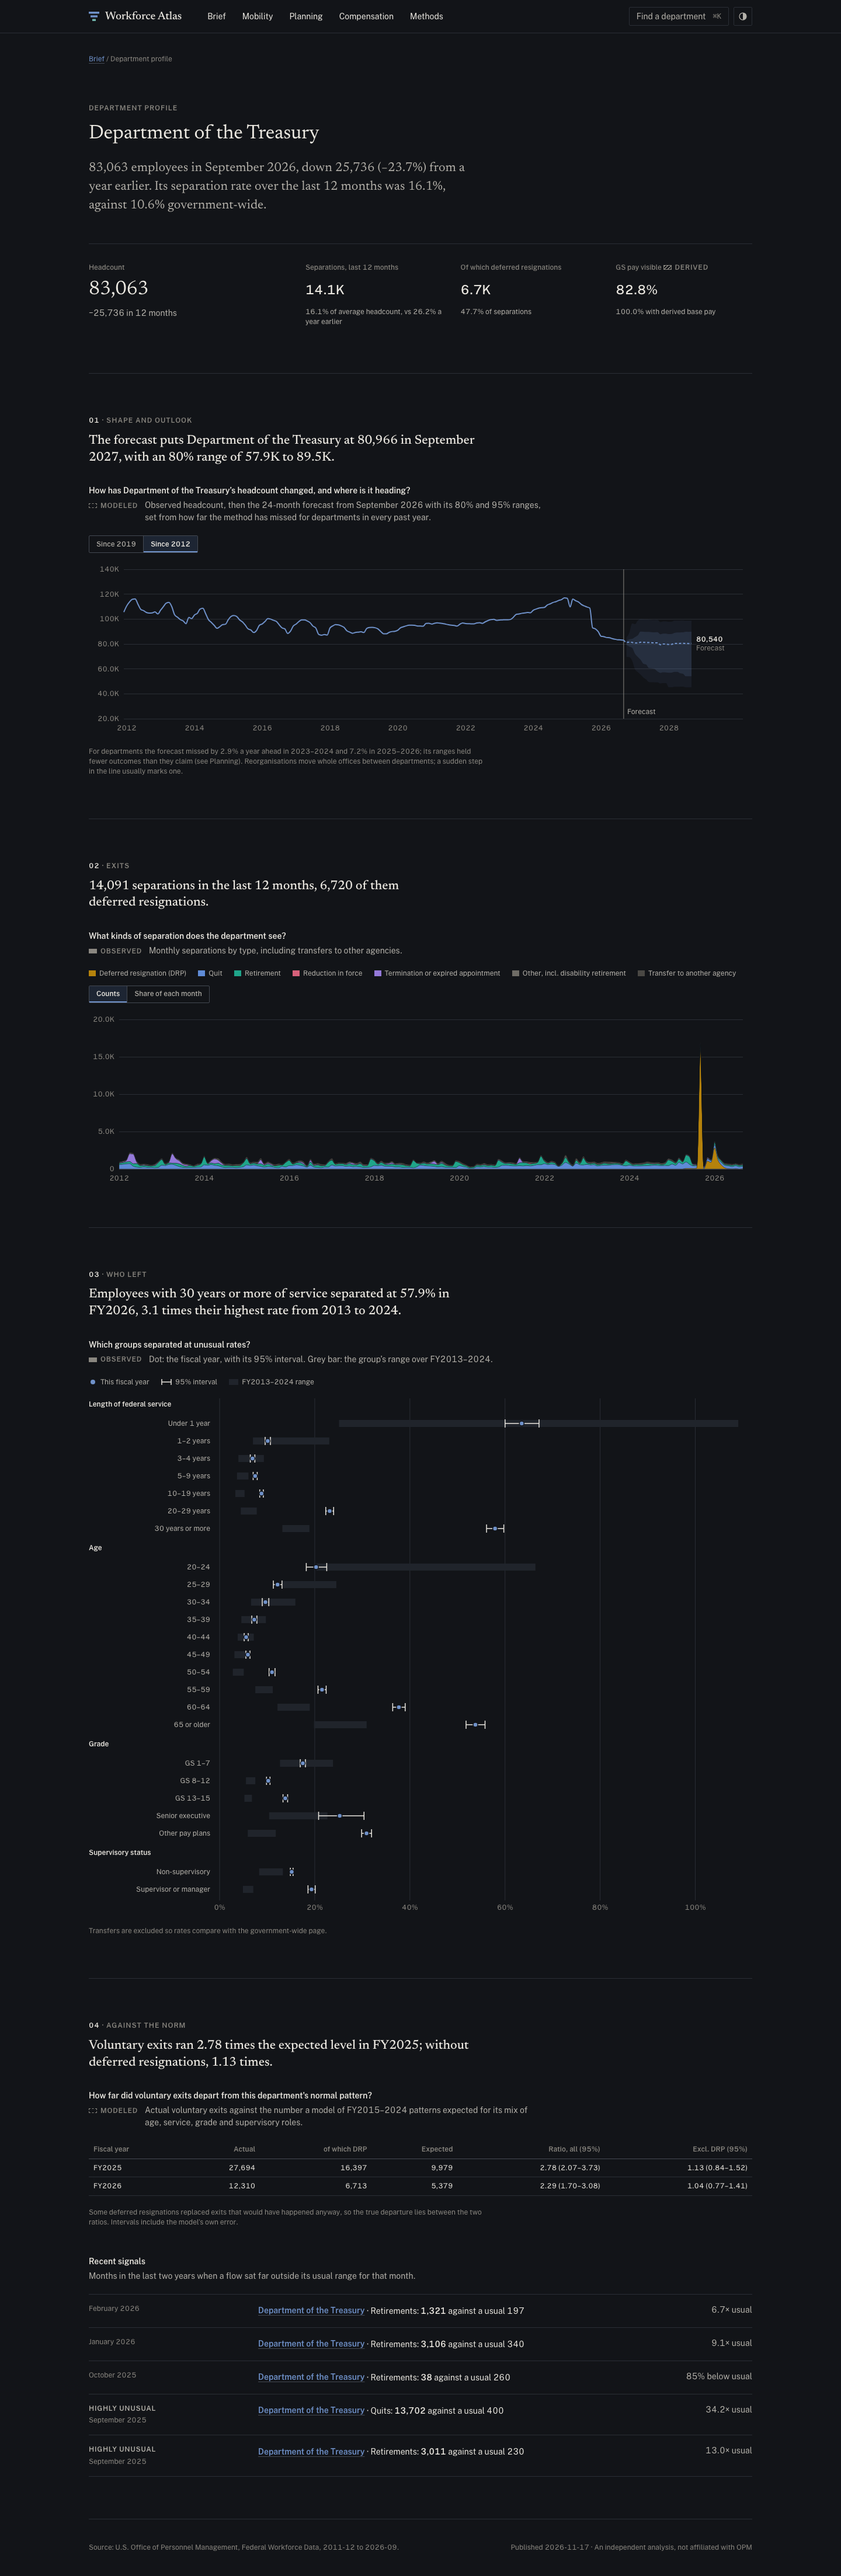 Workforce Atlas
Brief
Mobility
Planning
Compensation
Methods
Find a department ⌘K
Brief / Department profile
DEPARTMENT PROFILE
Department of the Treasury
83,063 employees in September 2026, down 25,736 (−23.7%) from a
year earlier. Its separation rate over the last 12 months was 16.1%,
against 10.6% government-wide.
Headcount
83,063
−25,736 in 12 months
Separations, last 12 months
14.1K
16.1% of average headcount, vs 26.2% a
year earlier
Of which deferred resignations
6.7K
47.7% of separations
GS pay visible DERIVED
82.8%
100.0% with derived base pay
01 · SHAPE AND OUTLOOK
The forecast puts Department of the Treasury at 80,966 in September
2027, with an 80% range of 57.9K to 89.5K.
How has Department of the Treasury's headcount changed, and where is it heading?
MODELED Observed headcount, then the 24-month forecast from September 2026 with its 80% and 95% ranges,
set from how far the method has missed for departments in every past year.
Since 2019
Since 2012
140K
120K
100K
80.0K
60.0K
40.0K
20.0K
80,540
Forecast
Forecast
2012 2014 2016 2018 2020 2022 2024 2026 2028
For departments the forecast missed by 2.9% a year ahead in 2023–2024 and 7.2% in 2025–2026; its ranges held
fewer outcomes than they claim (see Planning). Reorganisations move whole offices between departments; a sudden step
in the line usually marks one.
02 · EXITS
14,091 separations in the last 12 months, 6,720 of them
deferred resignations.
What kinds of separation does the department see?
OBSERVED Monthly separations by type, including transfers to other agencies.
Deferred resignation (DRP) Quit Retirement Reduction in force Termination or expired appointment Other, incl. disability retirement Transfer to another agency
Counts
Share of each month
20.0K
15.0K
10.0K
5.0K
0
2012 2014 2016 2018 2020 2022 2024 2026
03 · WHO LEFT
Employees with 30 years or more of service separated at 57.9% in
FY2026, 3.1 times their highest rate from 2013 to 2024.
Which groups separated at unusual rates?
OBSERVED Dot: the fiscal year, with its 95% interval. Grey bar: the group's range over FY2013–2024.
This fiscal year 95% interval FY2013–2024 range
Length of federal service
Under 1 year
1–2 years
3–4 years
5–9 years
10–19 years
20–29 years
30 years or more
Age
20–24
25–29
30–34
35–39
40–44
45–49
50–54
55–59
60–64
65 or older
Grade
GS 1–7
GS 8–12
GS 13–15
Senior executive
Other pay plans
Supervisory status
Non-supervisory
Supervisor or manager
0% 20% 40% 60% 80% 100%
Transfers are excluded so rates compare with the government-wide page.
04 · AGAINST THE NORM
Voluntary exits ran 2.78 times the expected level in FY2025; without
deferred resignations, 1.13 times.
How far did voluntary exits depart from this department's normal pattern?
MODELED Actual voluntary exits against the number a model of FY2015–2024 patterns expected for its mix of
age, service, grade and supervisory roles.
Fiscal year Actual of which DRP Expected Ratio, all (95%) Excl. DRP (95%)
FY2025 27,694 16,397 9,979 2.78 (2.07–3.73) 1.13 (0.84–1.52)
FY2026 12,310 6,713 5,379 2.29 (1.70–3.08) 1.04 (0.77–1.41)
Some deferred resignations replaced exits that would have happened anyway, so the true departure lies between the two
ratios. Intervals include the model's own error.
Recent signals
Months in the last two years when a flow sat far outside its usual range for that month.
February 2026 Department of the Treasury · Retirements: 1,321 against a usual 197 6.7× usual
January 2026 Department of the Treasury · Retirements: 3,106 against a usual 340 9.1× usual
October 2025 Department of the Treasury · Retirements: 38 against a usual 260 85% below usual
HIGHLY UNUSUAL
September 2025 Department of the Treasury · Quits: 13,702 against a usual 400 34.2× usual
HIGHLY UNUSUAL
September 2025 Department of the Treasury · Retirements: 3,011 against a usual 230 13.0× usual
Source: U.S. Office of Personnel Management, Federal Workforce Data, 2011-12 to 2026-09.
Published 2026-11-17 · An independent analysis, not affiliated with OPM